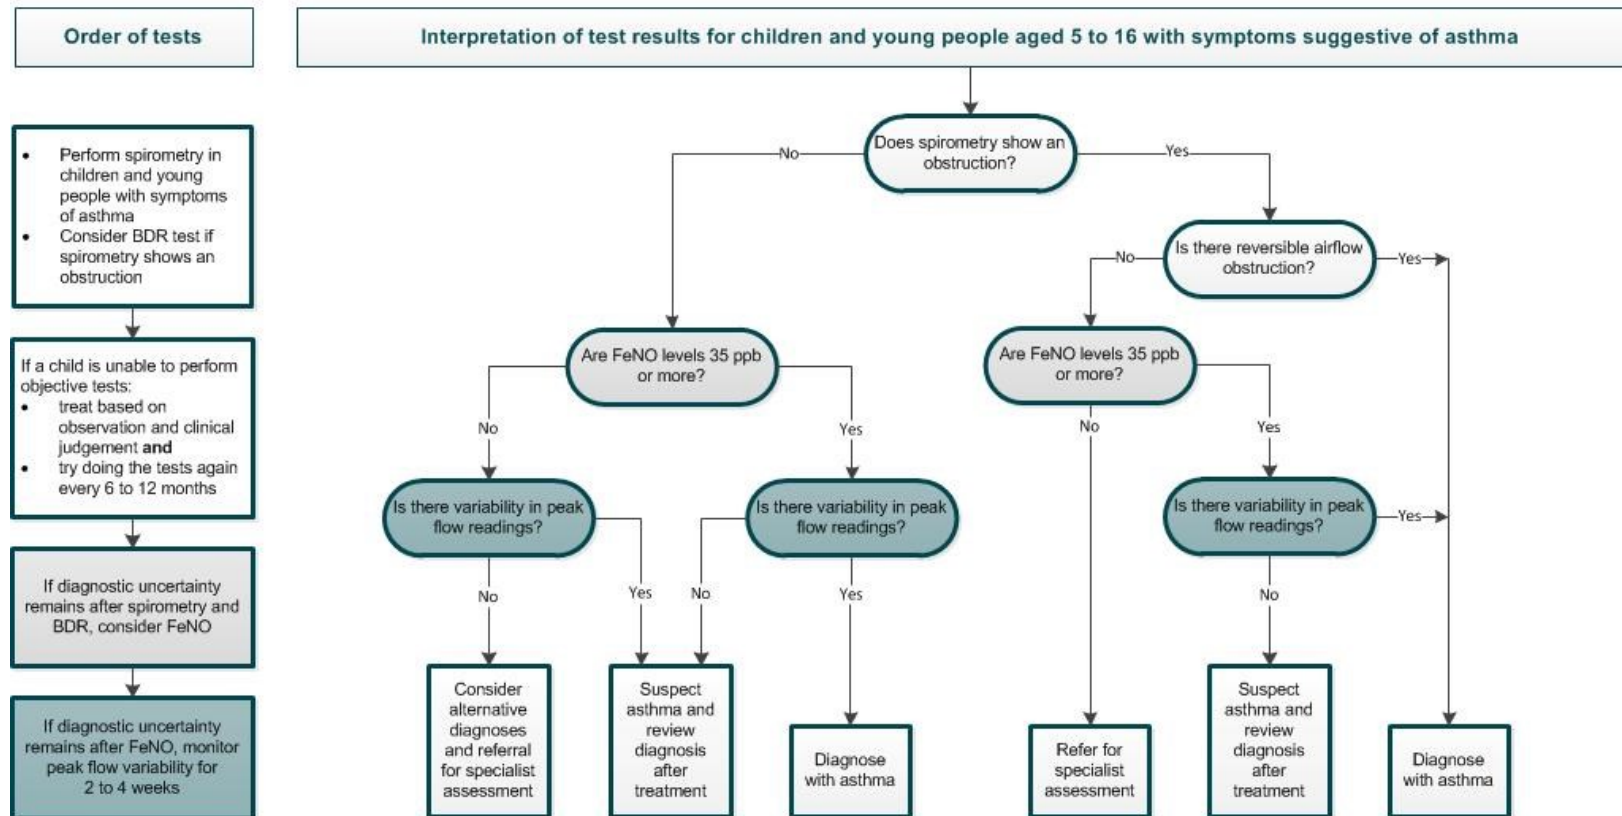 Order of tests
Interpretation of test results for children and young people aged 5 to 16 with symptoms suggestive of asthma
• Perform spirometry in
children and young
people with symptoms
of asthma
• Consider BDR test if
spirometry shows an
obstruction
If a child is unable to perform
objective tests:
• treat based on
observation and clinical
judgement and
• try doing the tests again
every 6 to 12 months
If diagnostic uncertainty
remains after spirometry and
BDR, consider FeNO
If diagnostic uncertainty
remains after FeNO, monitor
peak flow variability for
2 to 4 weeks
Does spirometry show an
obstruction?
No
Yes
Is there reversible airflow
obstruction?
No
Yes
Are FeNO levels 35 ppb
or more?
No
Yes
Are FeNO levels 35 ppb
or more?
No
Yes
Is there variability in peak
flow readings?
No
Yes
Is there variability in peak
flow readings?
No
Yes
Is there variability in peak
flow readings?
Yes
No
Consider
alternative
diagnoses
and referral
for specialist
assessment
Suspect
asthma and
review
diagnosis
after
treatment
Diagnose
with asthma
Refer for
specialist
assessment
Suspect
asthma and
review
diagnosis
after
treatment
Diagnose
with asthma